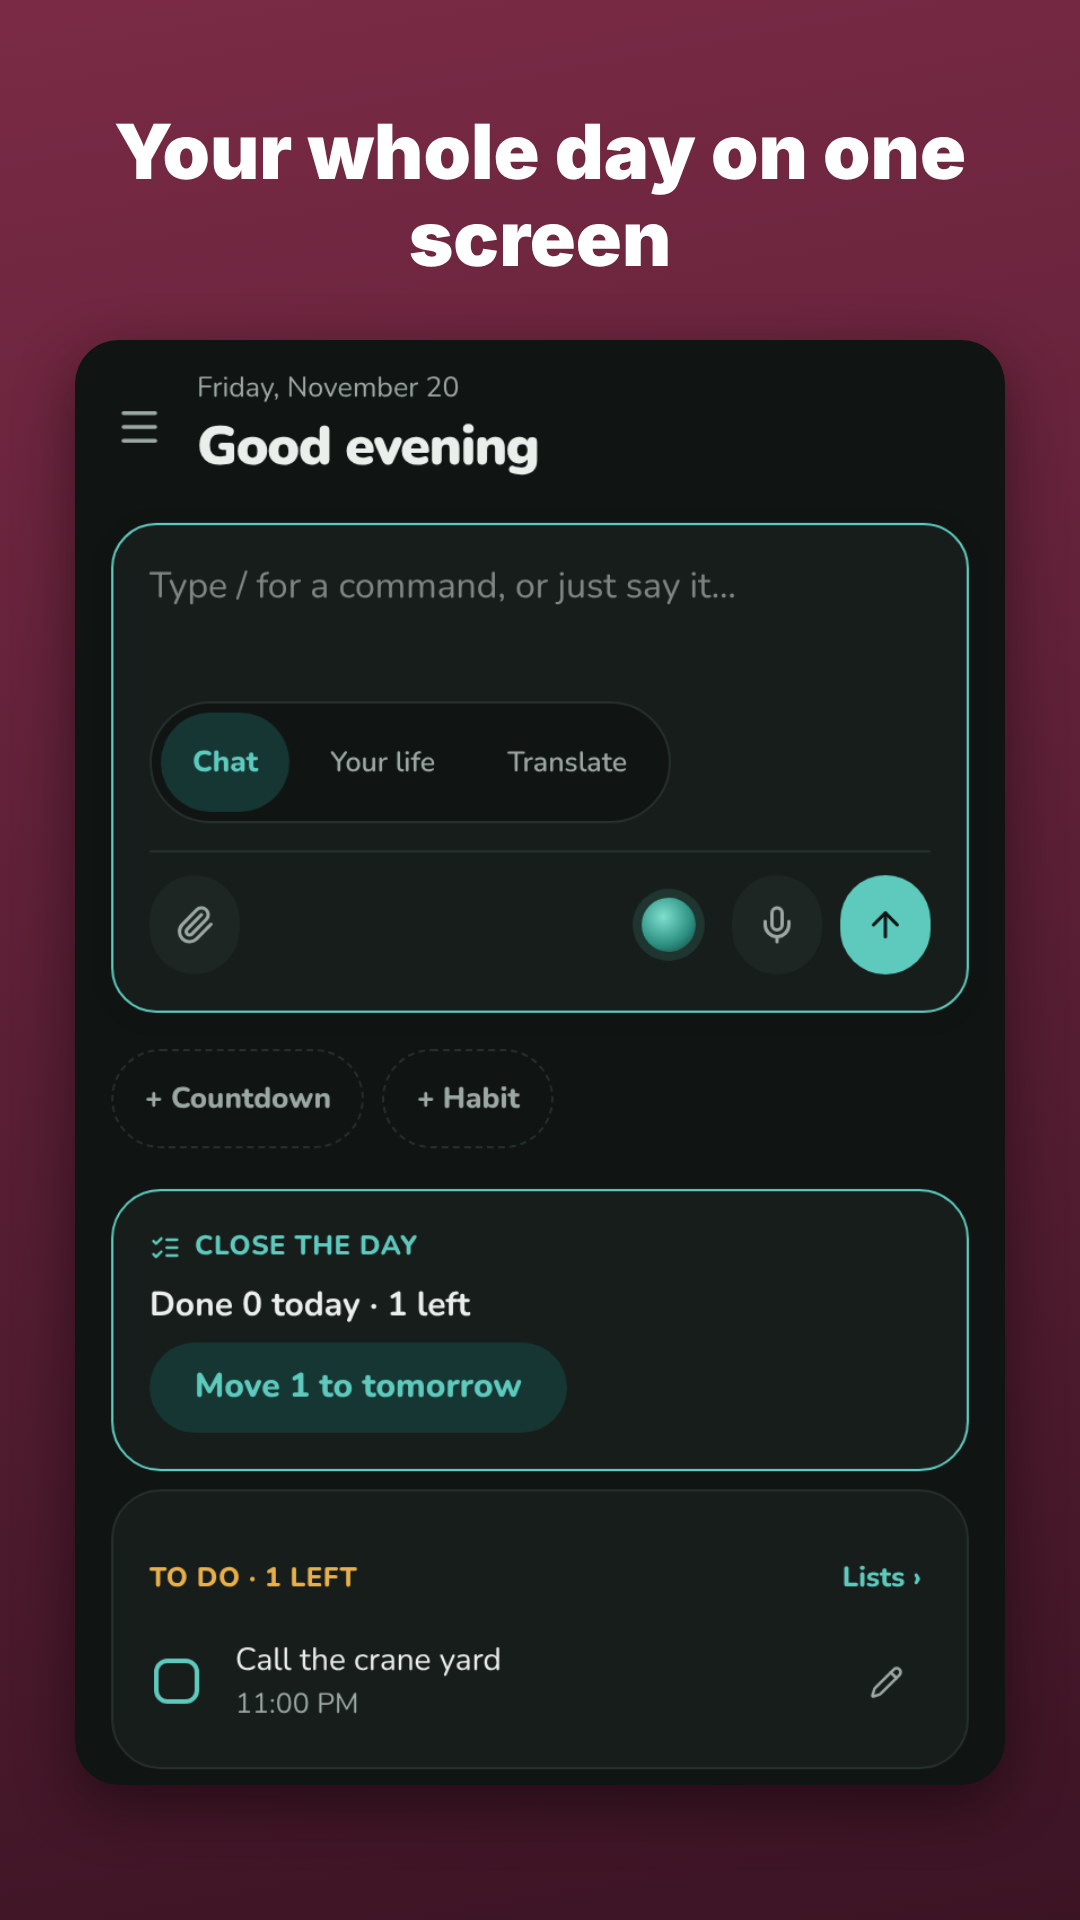 Your whole day on one
screen
Friday, November 20
Good evening
Type / for a command, or just say it...
Chat
Your life
Translate
+ Countdown
+ Habit
CLOSE THE DAY
Done 0 today · 1 left
Move 1 to tomorrow
TO DO · 1 LEFT
Lists ›
Call the crane yard
11:00 PM